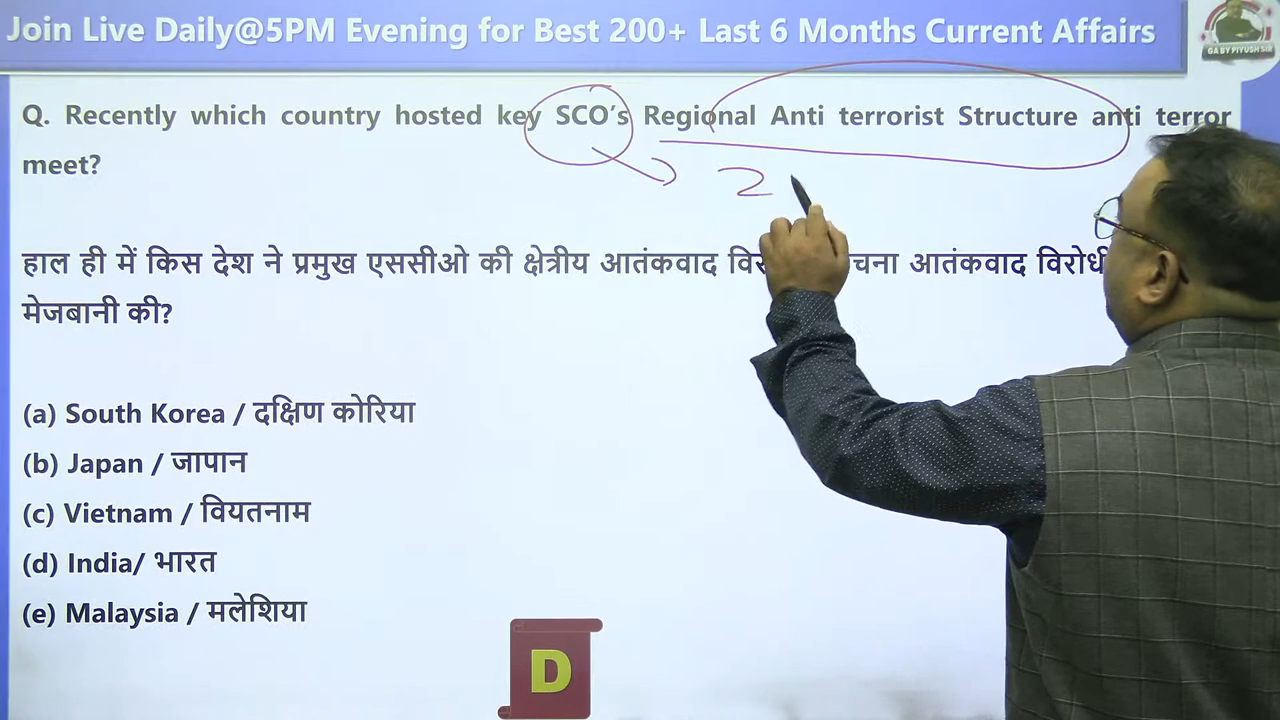 Join Live Daily@5PM Evening for Best 200+ Last 6 Months Current Affairs
GA BY PIYUSH SIR
Q. Recently which country hosted key SCO's Regional Anti terrorist Structure anti terror
meet?
2
हाल ही में किस देश ने प्रमुख एससीओ की क्षेत्रीय आतंकवाद आतंकवाद विरोधी
मेजबानी की?
(a) South Korea / दक्षिण कोरिया
(b) Japan / जापान
(c) Vietnam / वियतनाम
(d) India/ भारत
(e) Malaysia / मलेशिया
D